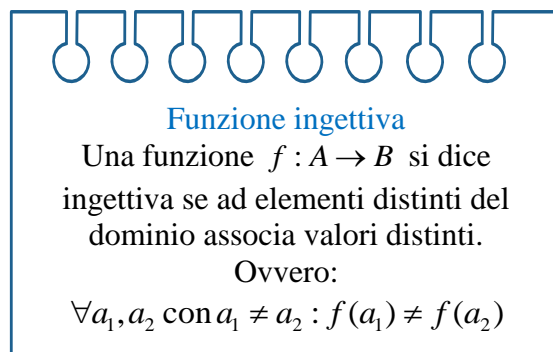 Funzione ingettiva
Una funzione f : A → B si dice
ingettiva se ad elementi distinti del
dominio associa valori distinti.
Ovvero:
∀a₁,a₂ con a₁ ≠ a₂ : f(a₁) ≠ f(a₂)